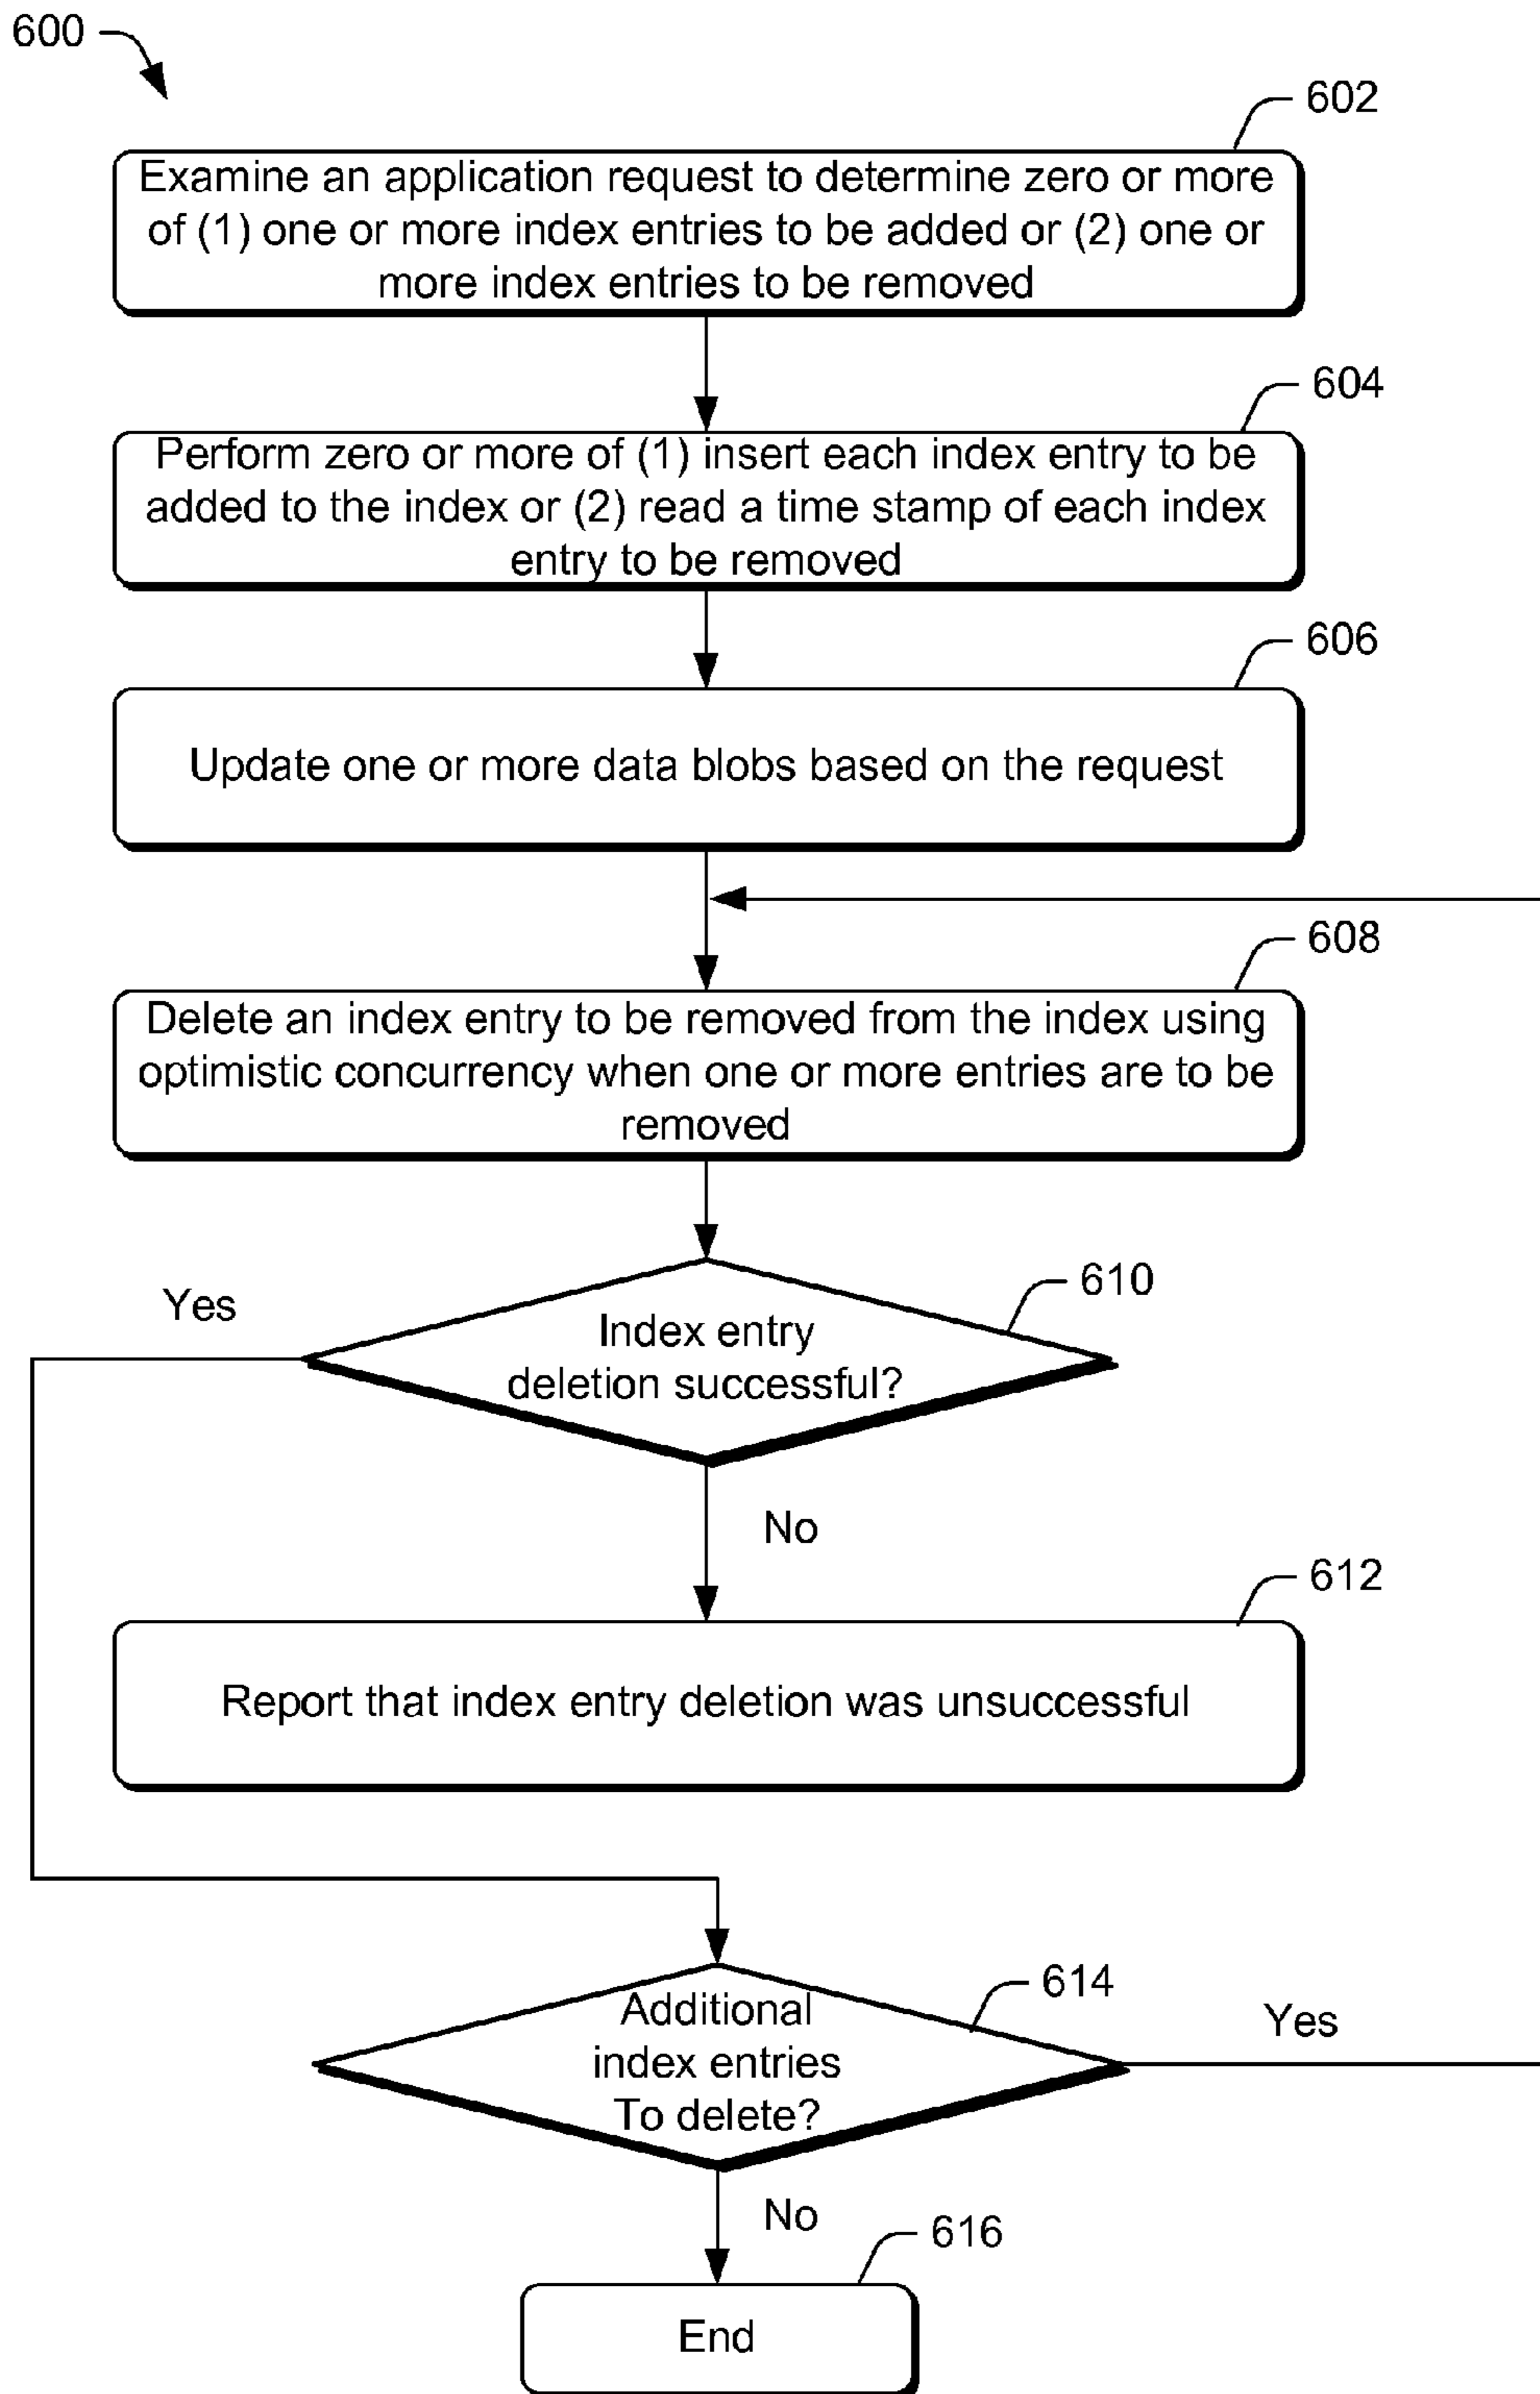 600
602
Examine an application request to determine zero or more
of (1) one or more index entries to be added or (2) one or
more index entries to be removed
604
Perform zero or more of (1) insert each index entry to be
added to the index or (2) read a time stamp of each index
entry to be removed
606
Update one or more data blobs based on the request
608
Delete an index entry to be removed from the index using
optimistic concurrency when one or more entries are to be
removed
610
Yes
Index entry
deletion successful?
No
612
Report that index entry deletion was unsuccessful
614
Additional
index entries
To delete?
Yes
No
616
End